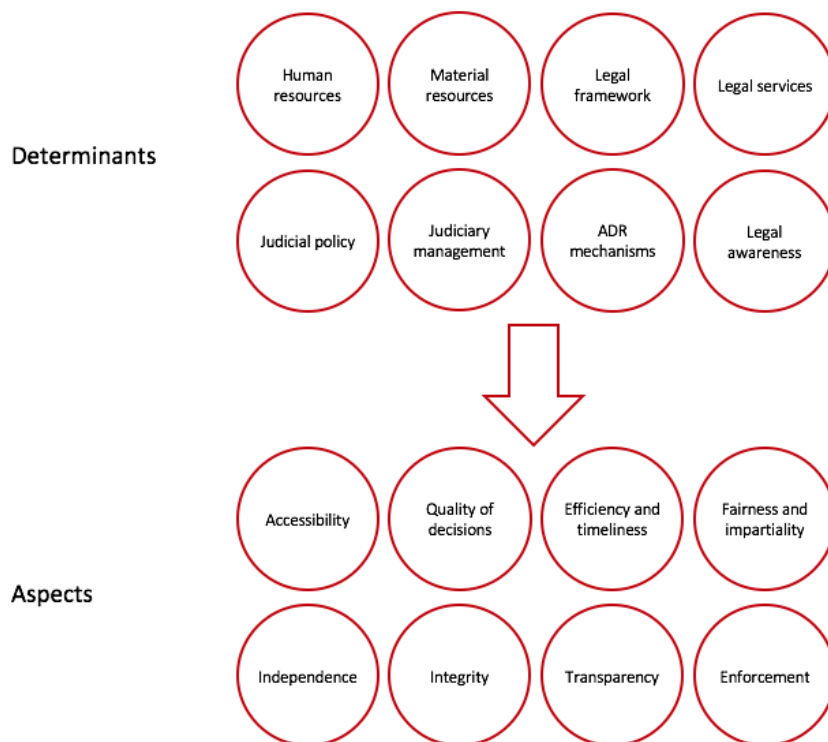 Human
resources
Material
resources
Legal
framework
Legal services
Determinants
Judicial policy
Judiciary
management
ADR
mechanisms
Legal
awareness
Accessibility
Quality of
decisions
Efficiency and
timeliness
Fairness and
impartiality
Aspects
Independence
Integrity
Transparency
Enforcement